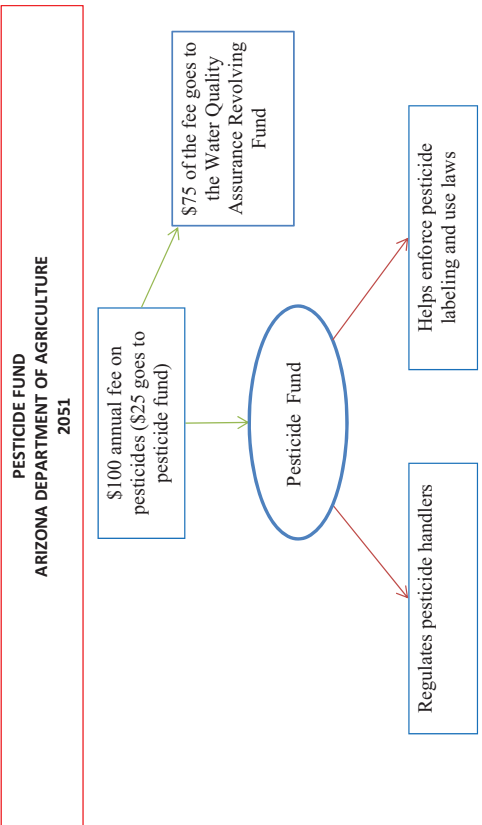 PESTICIDE FUND
ARIZONA DEPARTMENT OF AGRICULTURE
2051
$100 annual fee on
pesticides ($25 goes to
pesticide fund)
$75 of the fee goes to
the Water Quality
Assurance Revolving
Fund
Pesticide Fund
Regulates pesticide handlers
Helps enforce pesticide
labeling and use laws